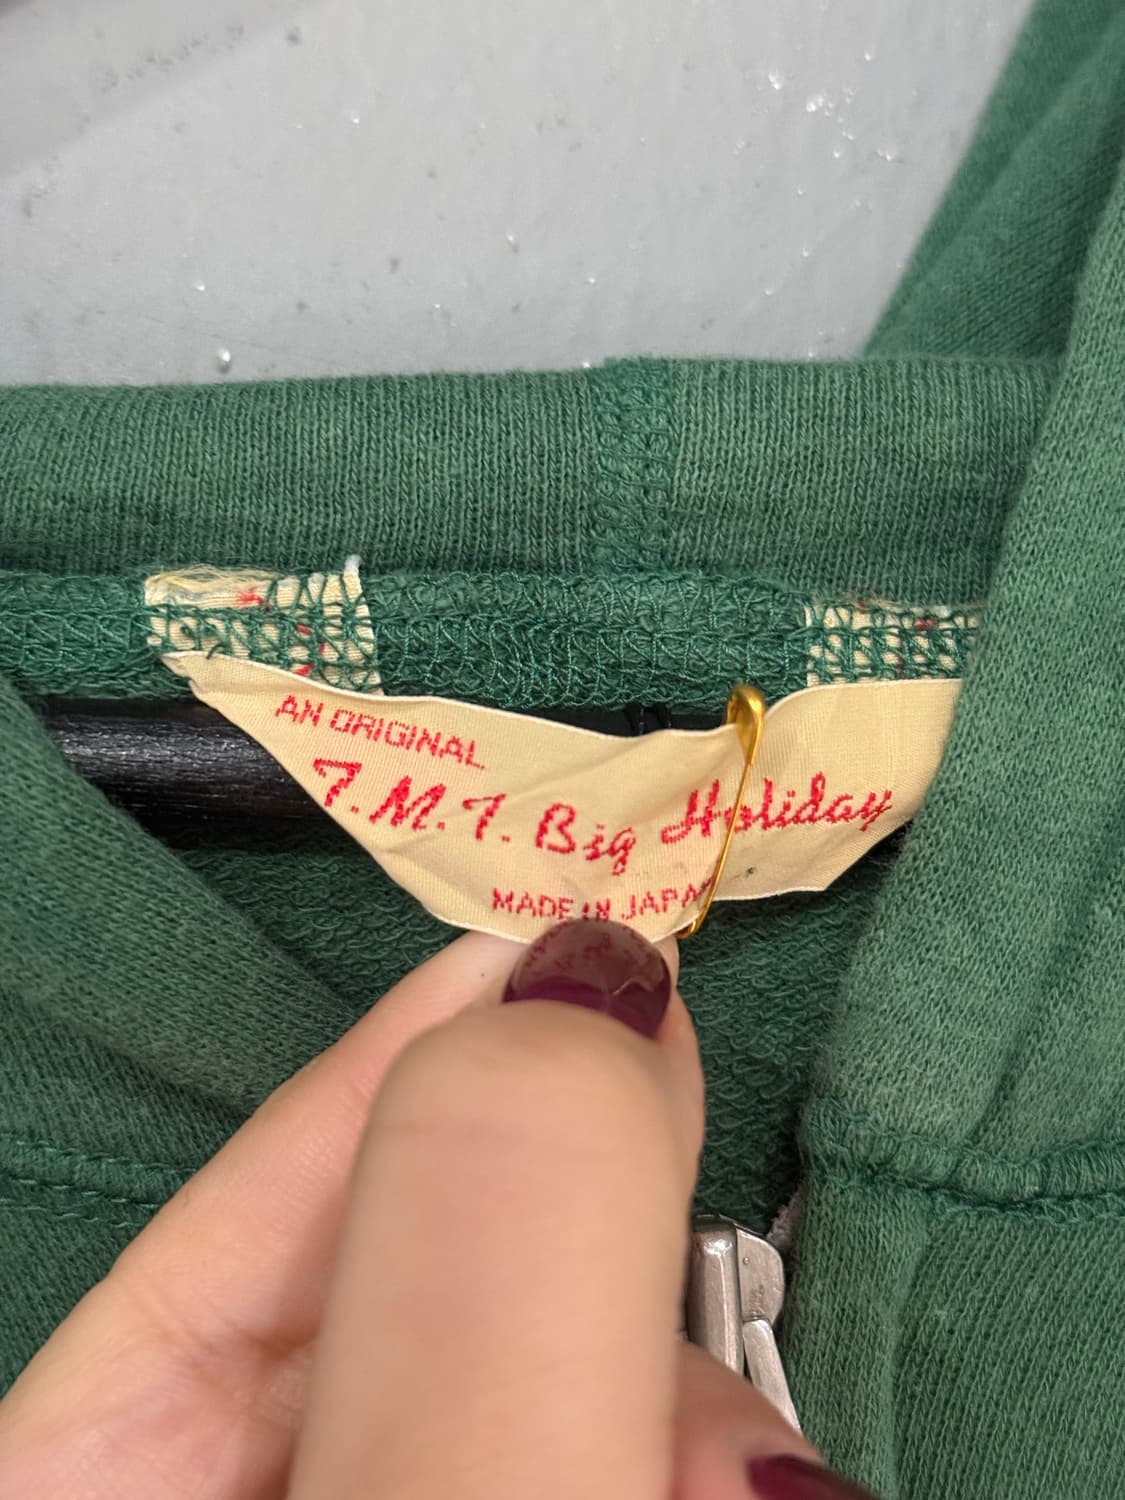 AN ORIGINAL
T.M.T. Big Holiday
MADE IN JAPAN